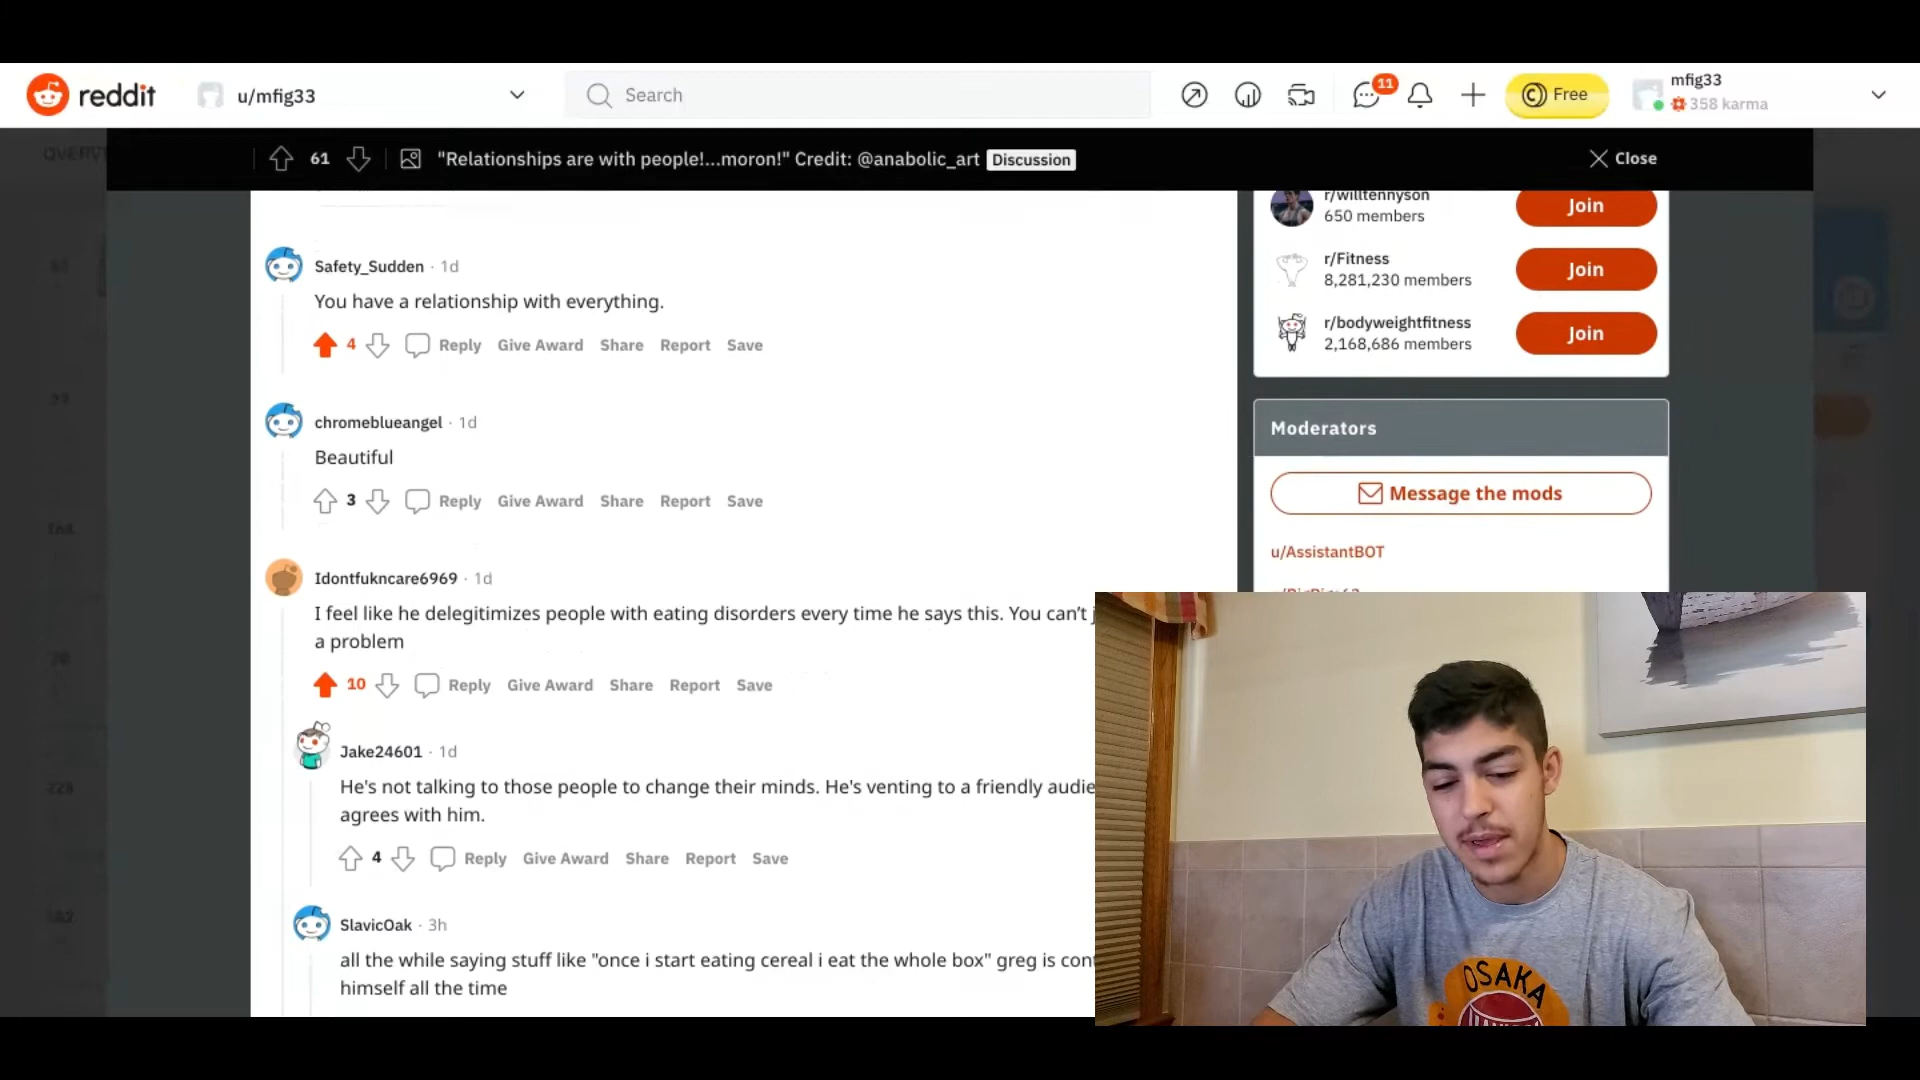 reddit
u/mfig33
Search
11
Free
mfig33
358 karma
61
"Relationships are with people!...moron!" Credit: @anabolic_art
Discussion
Close
r/willtennyson
650 members
Join
r/Fitness
8,281,230 members
Join
r/bodyweightfitness
2,168,686 members
Join
Moderators
Message the mods
u/AssistantBOT
Safety_Sudden · 1d
You have a relationship with everything.
4 Reply Give Award Share Report Save
chromeblueangel · 1d
Beautiful
3 Reply Give Award Share Report Save
Idontfukncare6969 · 1d
I feel like he delegitimizes people with eating disorders every time he says this. You can't
a problem
10 Reply Give Award Share Report Save
Jake24601 · 1d
He's not talking to those people to change their minds. He's venting to a friendly
agrees with him.
4 Reply Give Award Share Report Save
SlavicOak · 3h
all the while saying stuff like "once i start eating cereal i eat the whole box" greg is
himself all the time
OSAKA